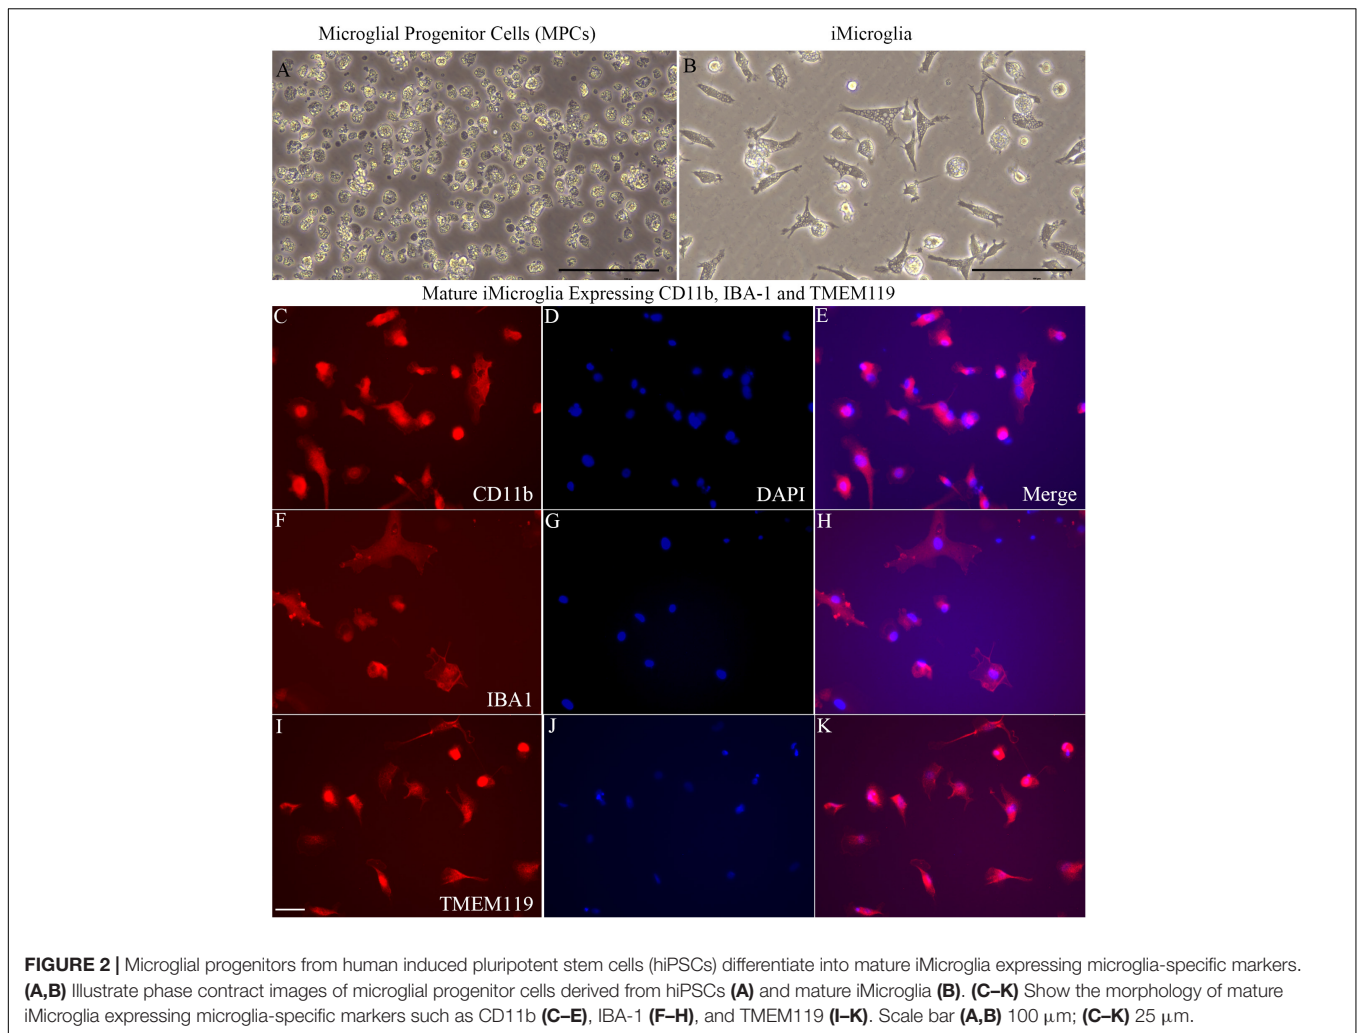 Microglial Progenitor Cells (MPCs)
iMicroglia
A
B
Mature iMicroglia Expressing CD11b, IBA-1 and TMEM119
C
D
E
CD11b
DAPI
Merge
F
G
H
IBA1
I
J
K
TMEM119
FIGURE 2 | Microglial progenitors from human induced pluripotent stem cells (hiPSCs) differentiate into mature iMicroglia expressing microglia-specific markers.
(A,B) Illustrate phase contract images of microglial progenitor cells derived from hiPSCs (A) and mature iMicroglia (B). (C–K) Show the morphology of mature
iMicroglia expressing microglia-specific markers such as CD11b (C–E), IBA-1 (F–H), and TMEM119 (I–K). Scale bar (A,B) 100 μm; (C–K) 25 μm.